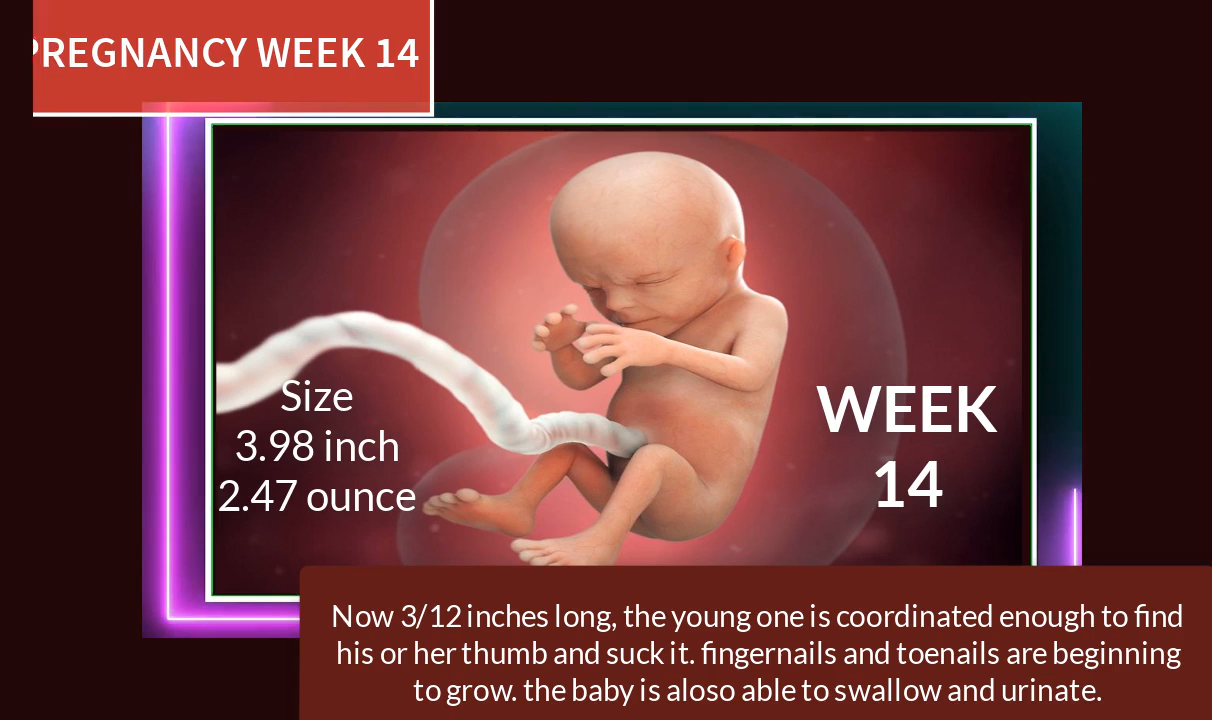 PREGNANCY WEEK 14
Size
3.98 inch
2.47 ounce
WEEK
14
Now 3/12 inches long, the young one is coordinated enough to find
his or her thumb and suck it. fingernails and toenails are beginning
to grow. the baby is aloso able to swallow and urinate.